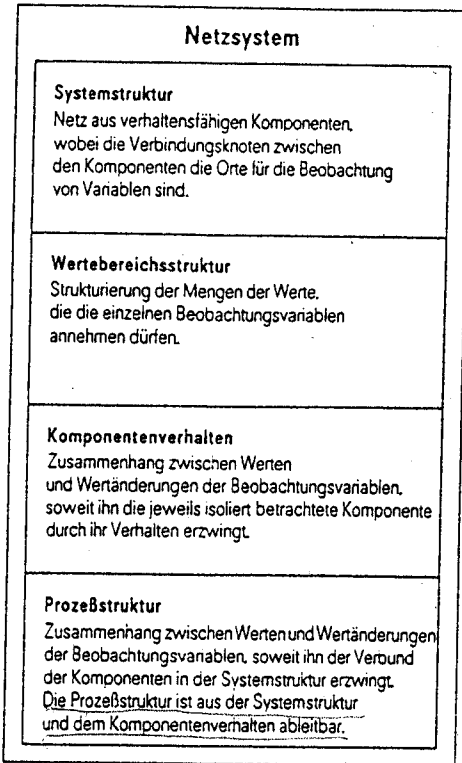 Netzsystem
Systemstruktur
Netz aus verhaltensfähigen Komponenten,
wobei die Verbindungsknoten zwischen
den Komponenten die Orte für die Beobachtung
von Variablen sind.
Wertebereichsstruktur
Strukturierung der Mengen der Werte,
die die einzelnen Beobachtungsvariablen
annehmen dürfen.
Komponentenverhalten
Zusammenhang zwischen Werten
und Wertänderungen der Beobachtungsvariablen,
soweit ihn die jeweils isoliert betrachtete Komponente
durch ihr Verhalten erzwingt.
Prozeßstruktur
Zusammenhang zwischen Werten und Wertänderungen
der Beobachtungsvariablen, soweit ihn der Verbund
der Komponenten in der Systemstruktur erzwingt.
Die Prozeßstruktur ist aus der Systemstruktur
und dem Komponentenverhalten ableitbar.